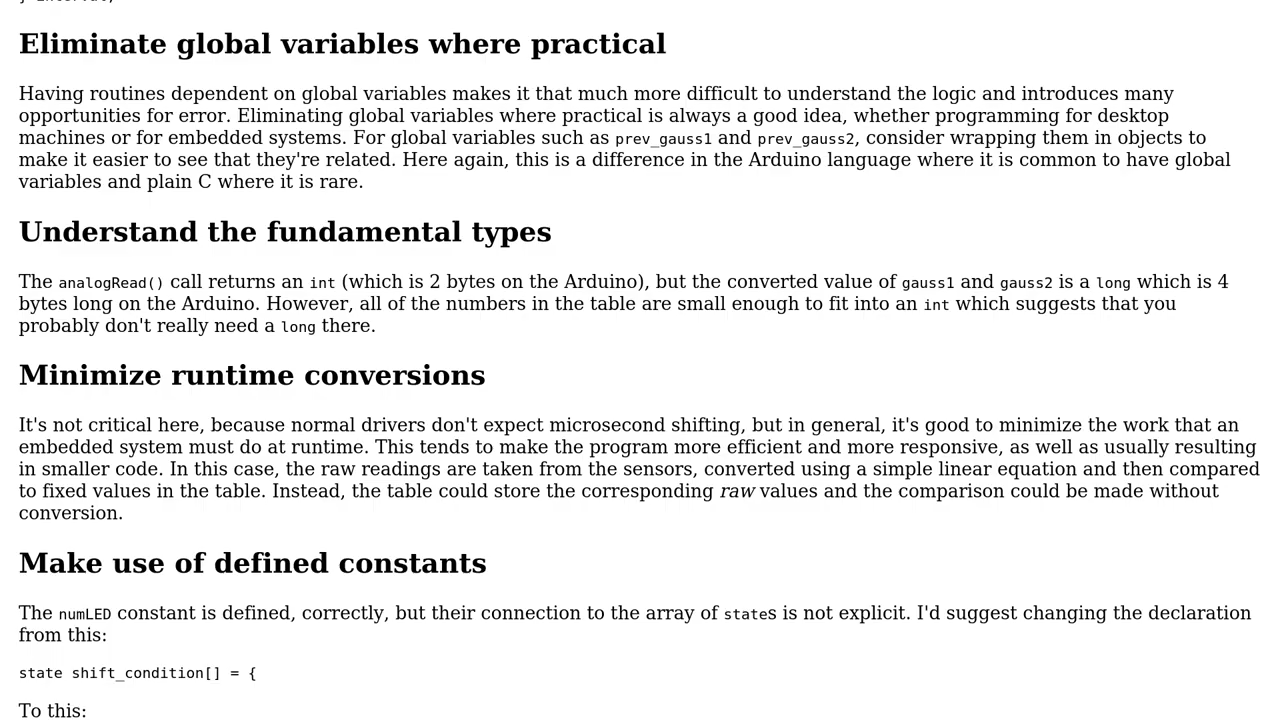 Eliminate global variables where practical
Having routines dependent on global variables makes it that much more difficult to understand the logic and introduces many
opportunities for error. Eliminating global variables where practical is always a good idea, whether programming for desktop
machines or for embedded systems. For global variables such as prev_gauss1 and prev_gauss2, consider wrapping them in objects to
make it easier to see that they're related. Here again, this is a difference in the Arduino language where it is common to have global
variables and plain C where it is rare.
Understand the fundamental types
The analogRead() call returns an int (which is 2 bytes on the Arduino), but the converted value of gauss1 and gauss2 is a long which is 4
bytes long on the Arduino. However, all of the numbers in the table are small enough to fit into an int which suggests that you
probably don't really need a long there.
Minimize runtime conversions
It's not critical here, because normal drivers don't expect microsecond shifting, but in general, it's good to minimize the work that an
embedded system must do at runtime. This tends to make the program more efficient and more responsive, as well as usually resulting
in smaller code. In this case, the raw readings are taken from the sensors, converted using a simple linear equation and then compared
to fixed values in the table. Instead, the table could store the corresponding raw values and the comparison could be made without
conversion.
Make use of defined constants
The numLED constant is defined, correctly, but their connection to the array of states is not explicit. I'd suggest changing the declaration
from this:
state shift_condition[] = {
To this: